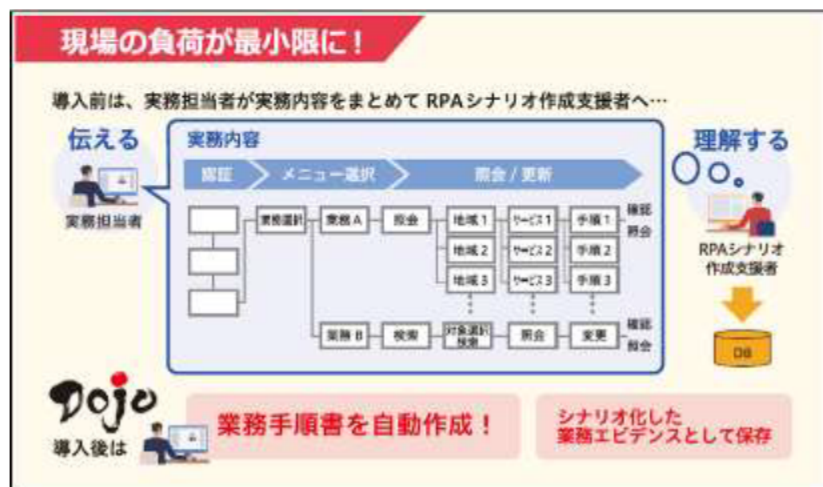 現場の負荷が最小限に！
導入前は、実務担当者が実務内容をまとめて RPAシナリオ作成支援者へ…
伝える
実務担当者
実務内容
認証
メニュー選択
照会 / 更新
業務選択
業務 A
照会
地域 1
サービス 1
手順 1
確認
照会
地域 2
サービス 2
手順 2
地域 3
サービス 3
手順 3
業務 B
検索
対象選択
検索
照会
変更
確認
照会
理解する
RPAシナリオ
作成支援者
DB
Dojo
導入後は
業務手順書を自動作成！
シナリオ化した
業務エビデンスとして保存